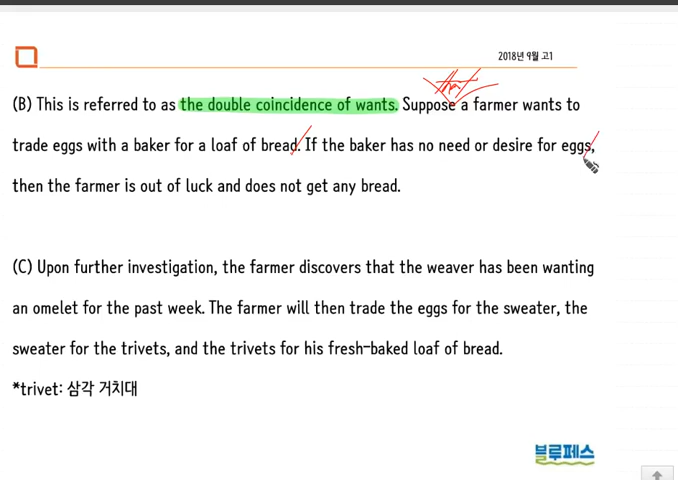 2018년 9월 고1
that
(B) This is referred to as the double coincidence of wants. Suppose a farmer wants to
trade eggs with a baker for a loaf of bread. If the baker has no need or desire for eggs,
then the farmer is out of luck and does not get any bread.
(C) Upon further investigation, the farmer discovers that the weaver has been wanting
an omelet for the past week. The farmer will then trade the eggs for the sweater, the
sweater for the trivets, and the trivets for his fresh-baked loaf of bread.
*trivet: 삼각 거치대
블루페스